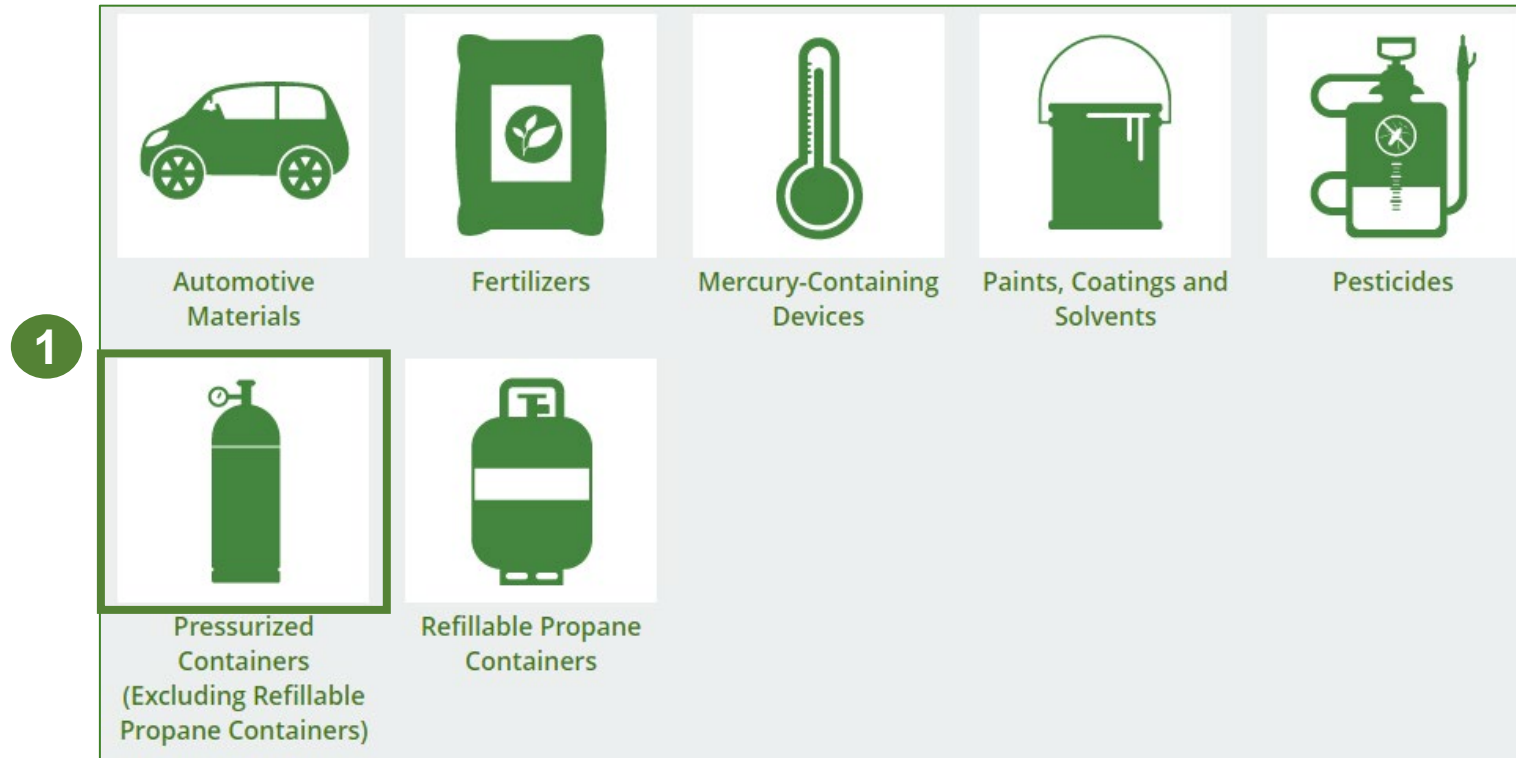 Automotive
Materials
Fertilizers
Mercury-Containing
Devices
Paints, Coatings and
Solvents
Pesticides
1
Pressurized
Containers
(Excluding Refillable
Propane Containers)
Refillable Propane
Containers